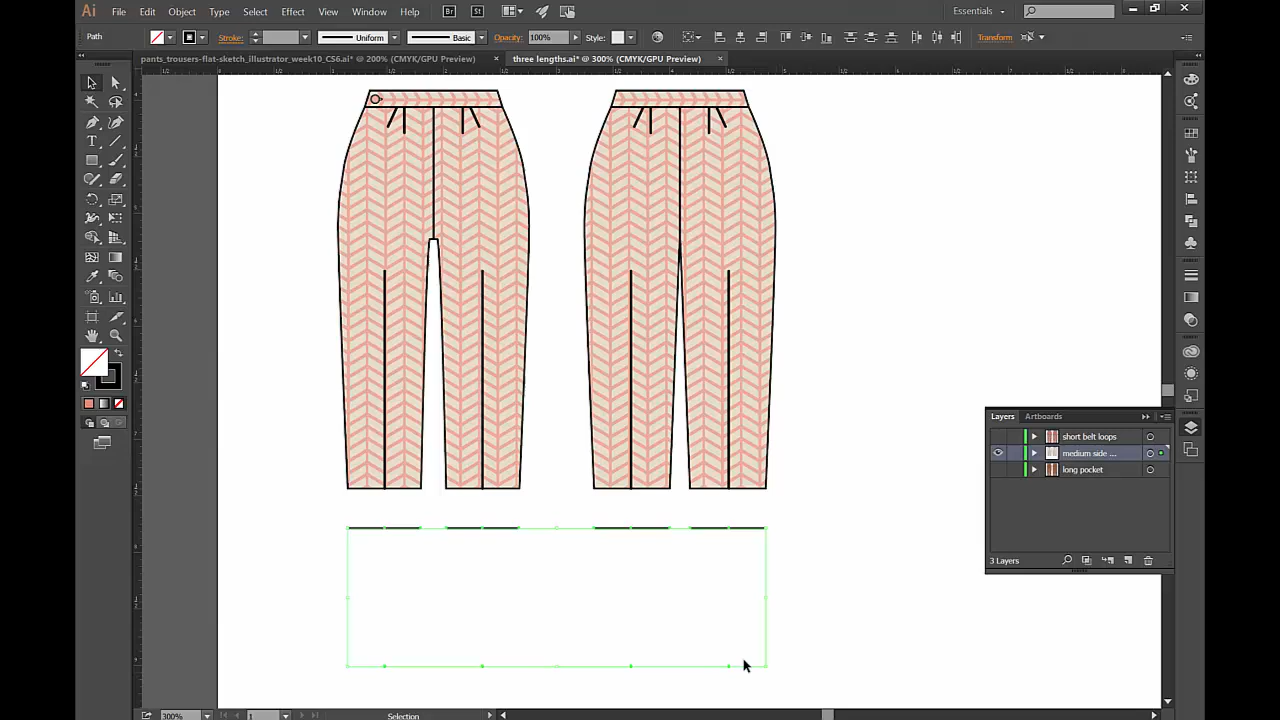 Ai File Edit Object Type Select Effect View Window Help Br St Essentials
Path Stroke: Uniform Basic Opacity: 100% Style: Transform
pants_trousers-flat-sketch_illustrator_week10_CS6.ai* @ 200% (CMYK/GPU Preview) × three lengths.ai* @ 300% (CMYK/GPU Preview) ×
T
Layers Artboards
short belt loops
medium side ...
long pocket
3 Layers
300% 1 Selection